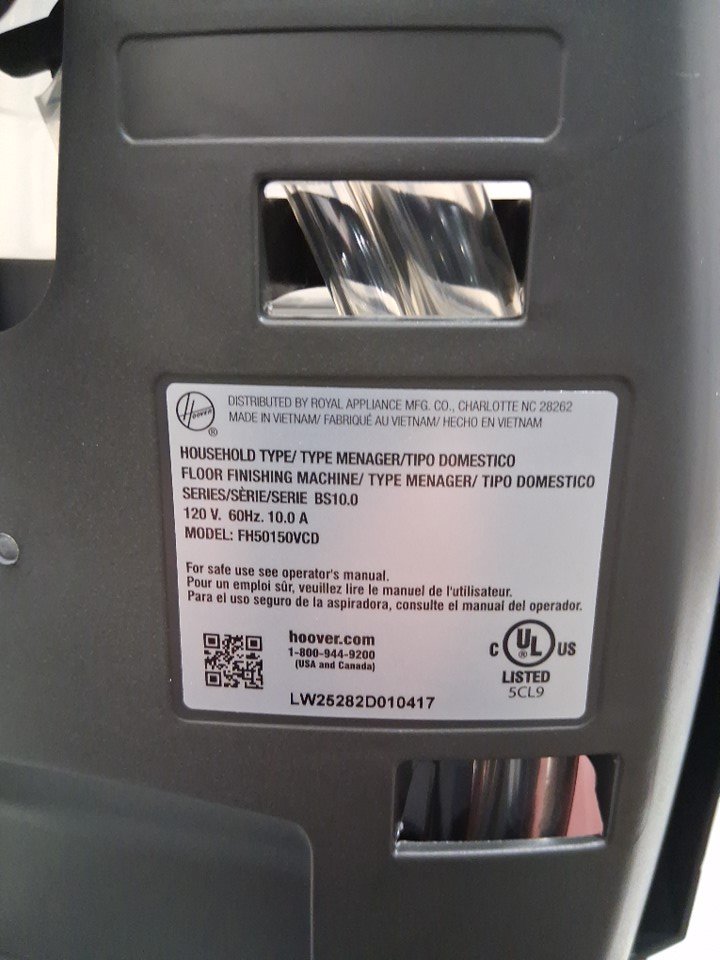 HOOVER
®
DISTRIBUTED BY ROYAL APPLIANCE MFG. CO., CHARLOTTE NC 28262
MADE IN VIETNAM/ FABRIQUÉ AU VIETNAM/ HECHO EN VIETNAM
HOUSEHOLD TYPE/ TYPE MENAGER/TIPO DOMESTICO
FLOOR FINISHING MACHINE/ TYPE MENAGER/ TIPO DOMESTICO
SERIES/SÈRIE/SERIE BS10.0
120 V. 60Hz. 10.0 A
MODEL: FH50150VCD
For safe use see operator's manual.
Pour un emploi sûr, veuillez lire le manuel de l'utilisateur.
Para el uso seguro de la aspiradora, consulte el manual del operador.
hoover.com
1-800-944-9200
(USA and Canada)
C UL US
®
LISTED
5CL9
LW25282D010417